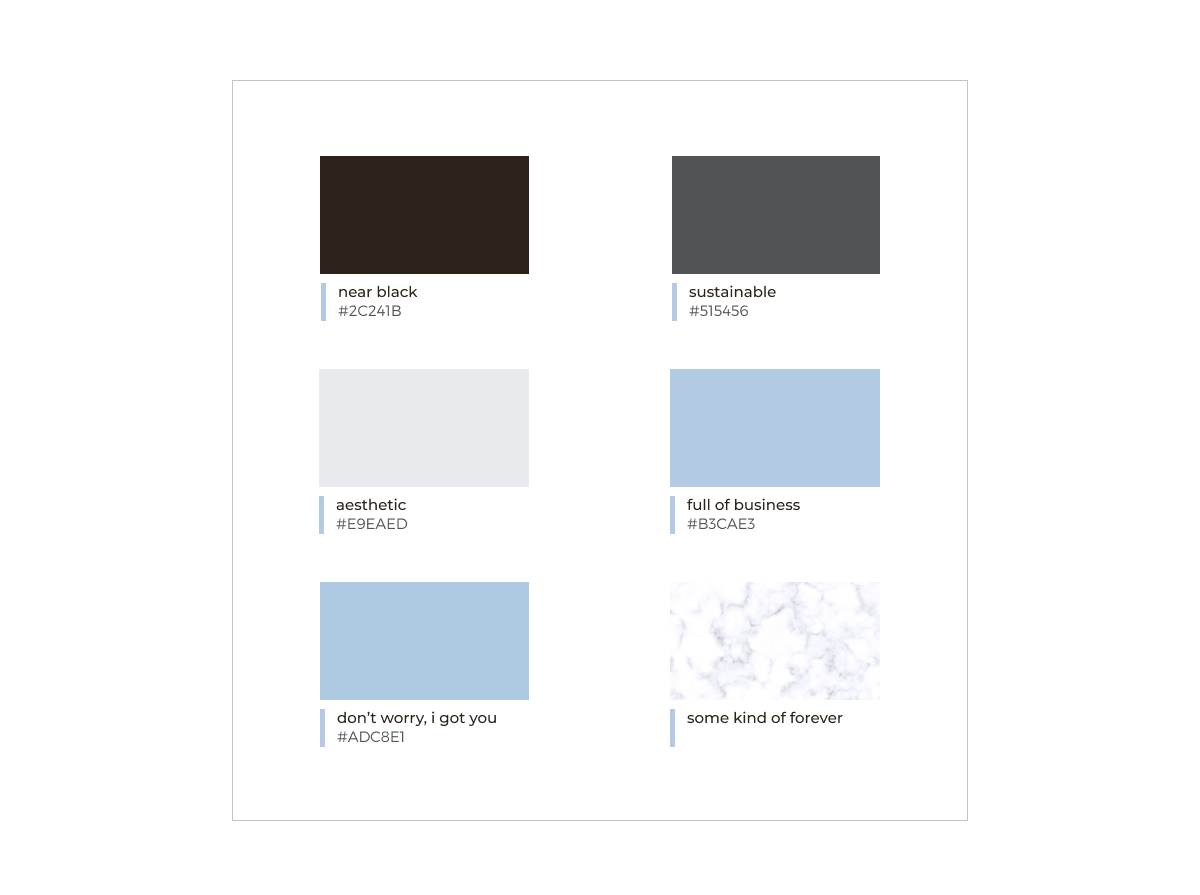 near black
#2C241B
sustainable
#515456
aesthetic
#E9EAED
full of business
#B3CAE3
don't worry, i got you
#ADC8E1
some kind of forever